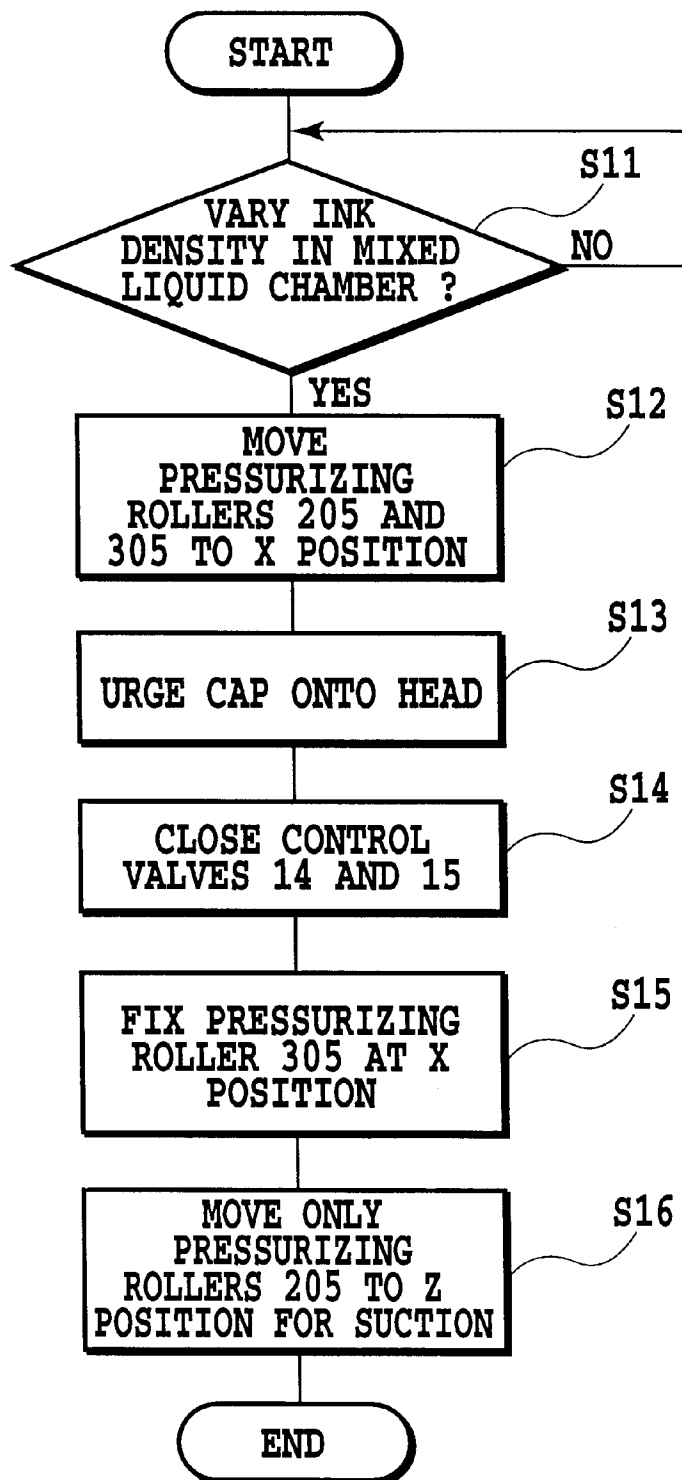 START
S11
VARY INK
DENSITY IN MIXED
LIQUID CHAMBER ?
NO
YES
S12
MOVE
PRESSURIZING
ROLLERS 205 AND
305 TO X POSITION
S13
URGE CAP ONTO HEAD
S14
CLOSE CONTROL
VALVES 14 AND 15
S15
FIX PRESSURIZING
ROLLER 305 AT X
POSITION
S16
MOVE ONLY
PRESSURIZING
ROLLERS 205 TO Z
POSITION FOR SUCTION
END